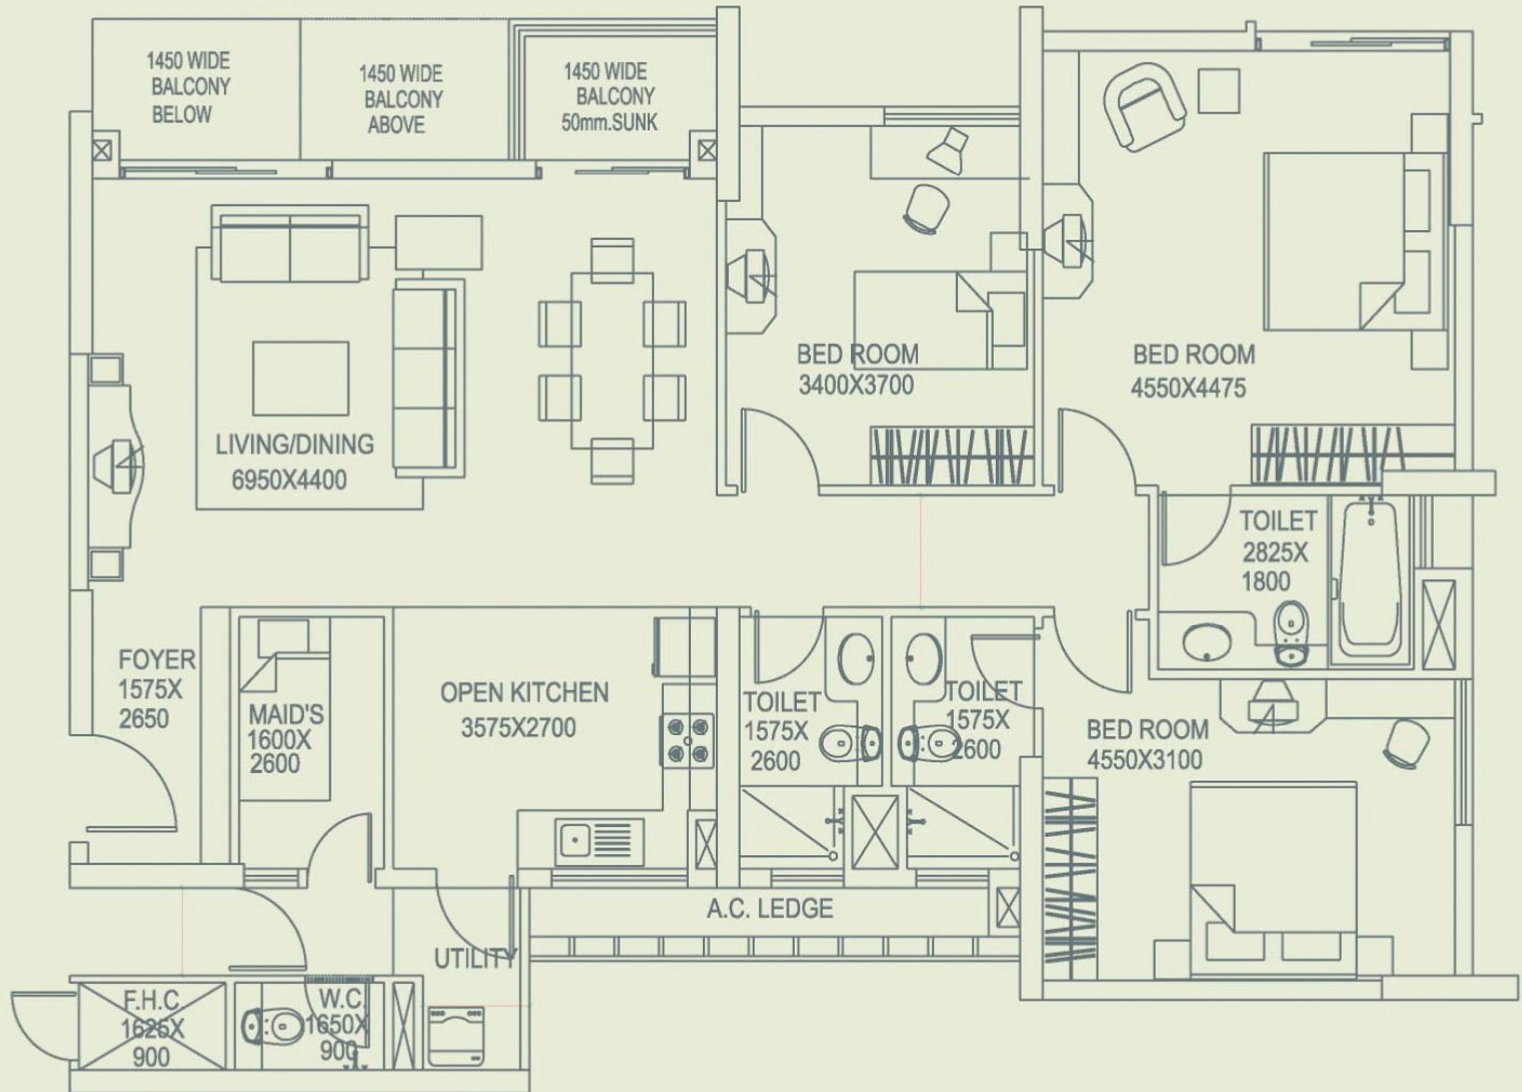 1450 WIDE
BALCONY
BELOW
1450 WIDE
BALCONY
ABOVE
1450 WIDE
BALCONY
50mm.SUNK
BED ROOM
3400X3700
BED ROOM
4550X4475
LIVING/DINING
6950X4400
TOILET
2825X
1800
FOYER
1575X
2650
MAID'S
1600X
2600
OPEN KITCHEN
3575X2700
TOILET
1575X
2600
TOILET
1575X
2600
BED ROOM
4550X3100
A.C. LEDGE
UTILITY
F.H.C.
1625X
900
W.C.
1650X
900